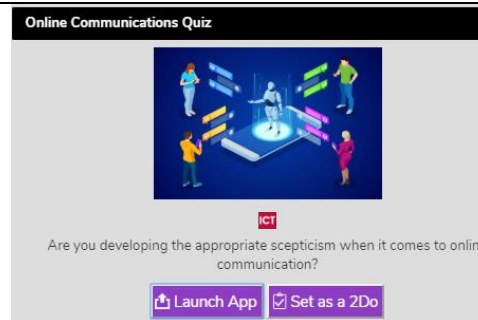 Online Communications Quiz
ICT
Are you developing the appropriate scepticism when it comes to onlin
communication?
Launch App
Set as a 2Do